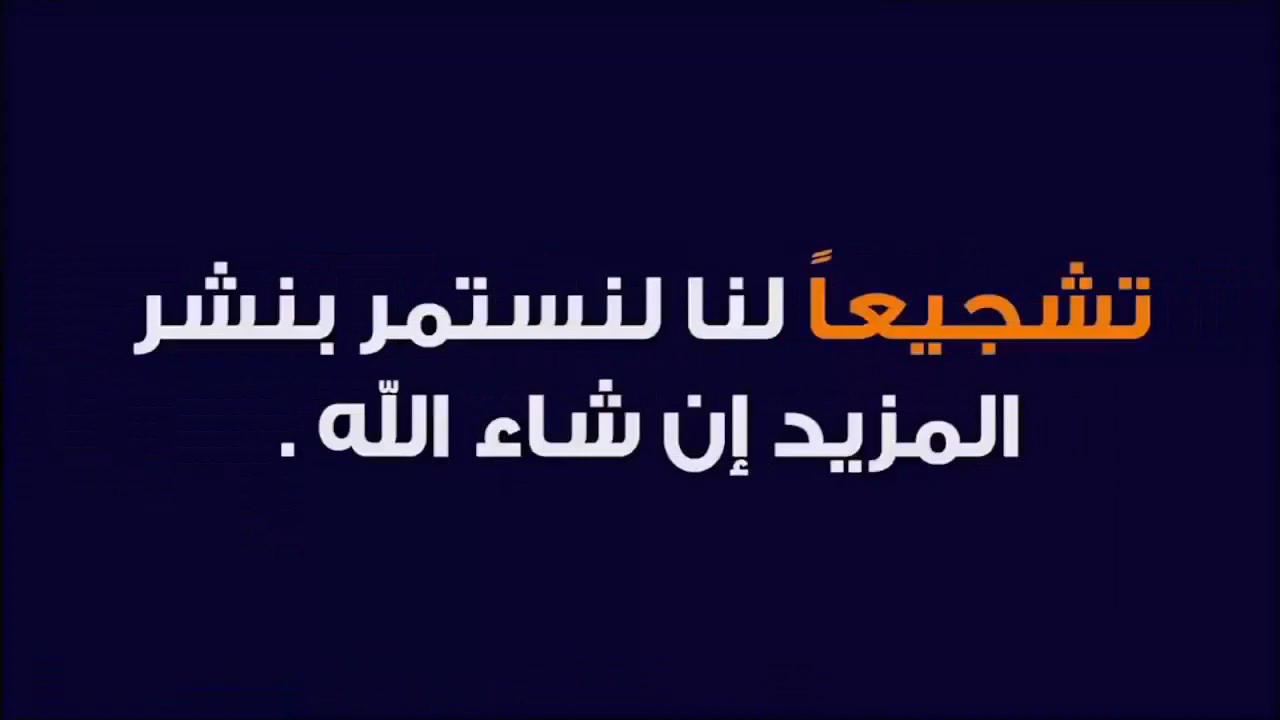 تشجيعاً لنا لنستمر بنشر
المزيد إن شاء اللّه .